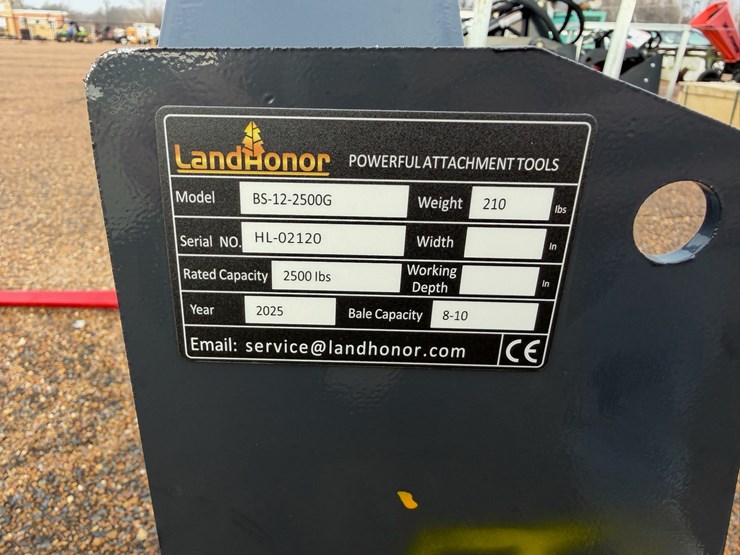 LandHonor POWERFUL ATTACHMENT TOOLS
Model BS-12-2500G Weight 210 lbs
Serial NO. HL-02120 Width In
Rated Capacity 2500 lbs Working Depth In
Year 2025 Bale Capacity 8-10
Email: service@landhonor.com CE